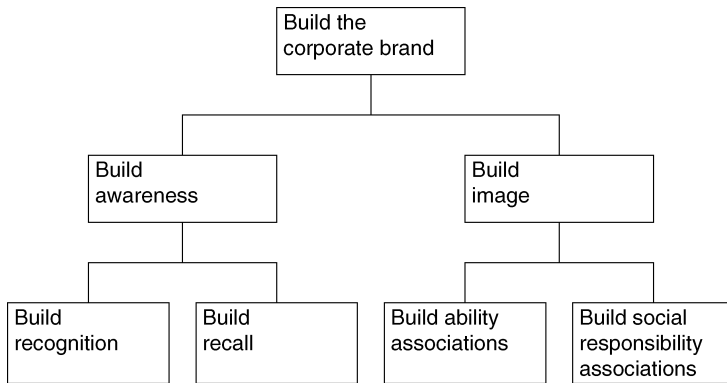 Build the
corporate brand
Build
awareness
Build
image
Build
recognition
Build
recall
Build ability
associations
Build social
responsibility
associations